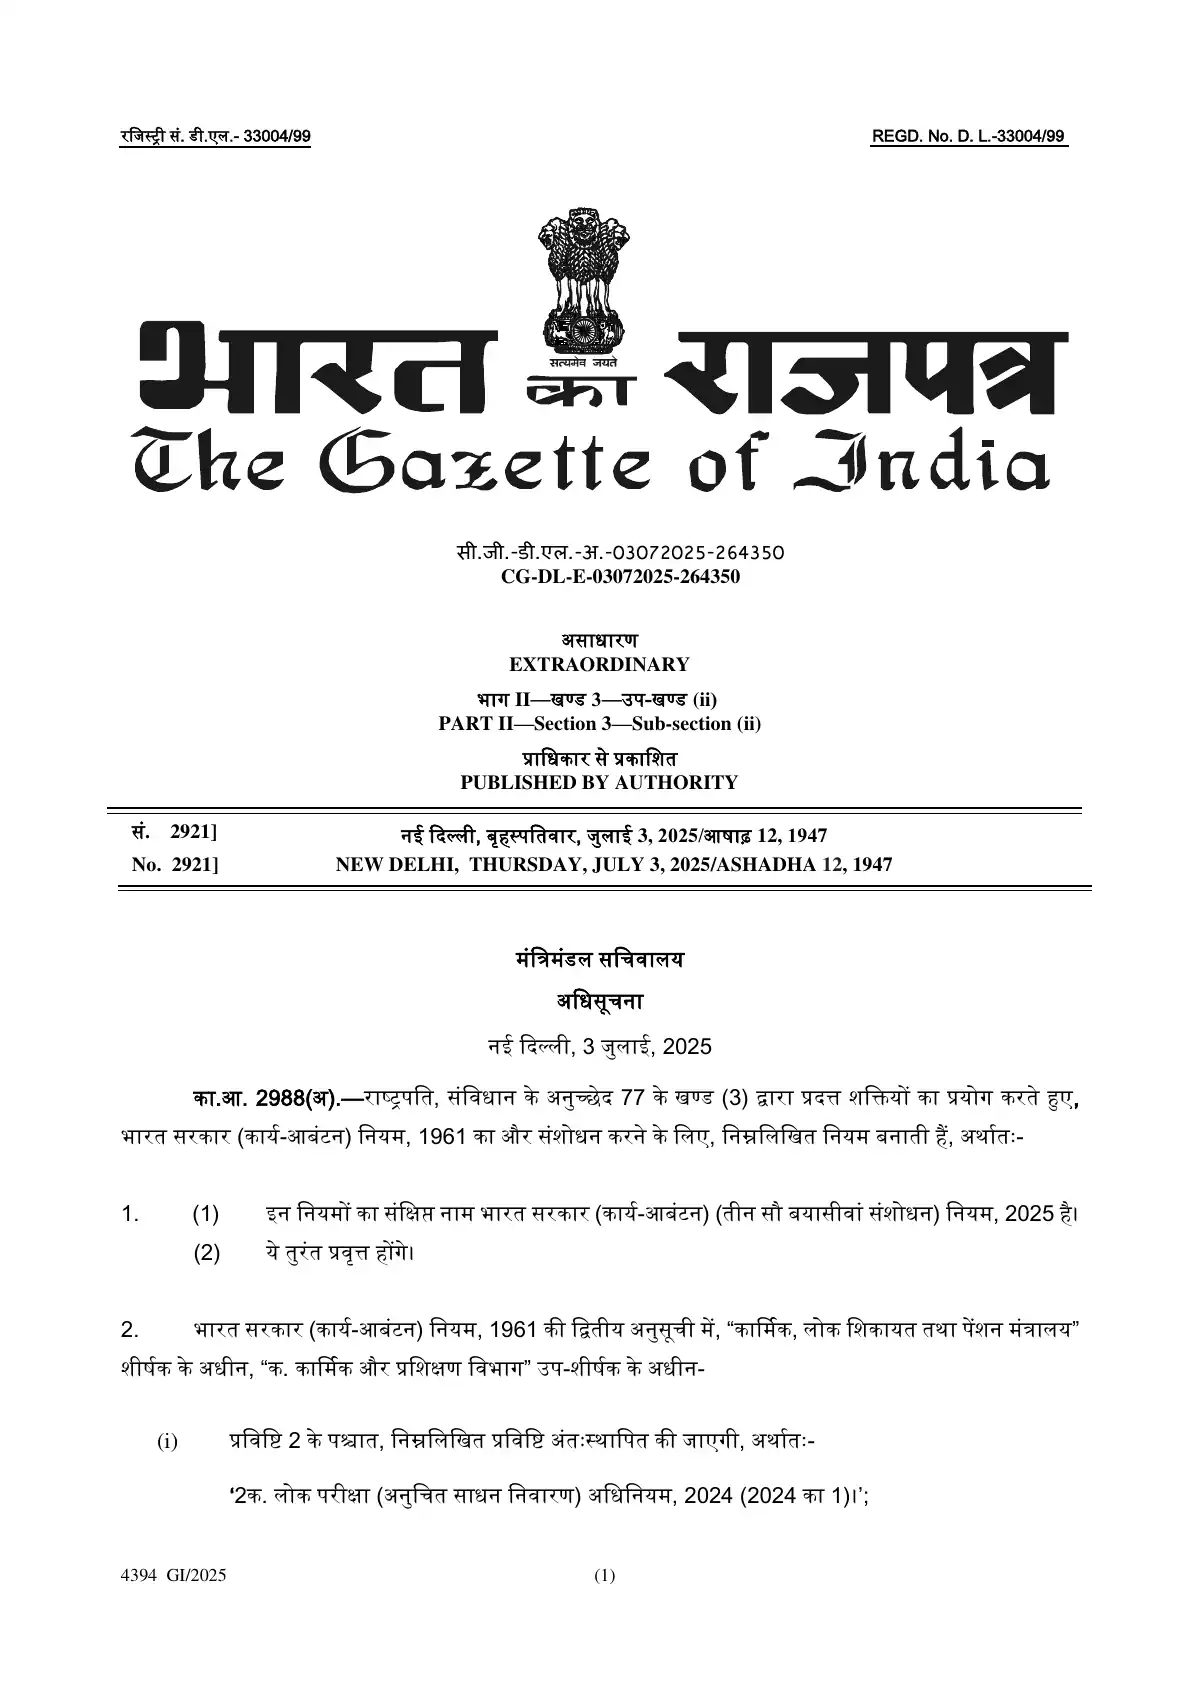 रजिस्ट्री सं. डी.एल.- 33004/99 REGD. No. D. L.-33004/99
सत्यमेव जयते
भारत का राजपत्र
The Gazette of India
सी.जी.-डी.एल.-अ.-03072025-264350
CG-DL-E-03072025-264350
असाधारण
EXTRAORDINARY
भाग II—खण्ड 3—उप-खण्ड (ii)
PART II—Section 3—Sub-section (ii)
प्राधिकार से प्रकाशित
PUBLISHED BY AUTHORITY
सं. 2921] नई दिल्ली, बृहस्पतिवार, जुलाई 3, 2025/आषाढ़ 12, 1947
No. 2921] NEW DELHI, THURSDAY, JULY 3, 2025/ASHADHA 12, 1947
मंत्रिमंडल सचिवालय
अधिसूचना
नई दिल्ली, 3 जुलाई, 2025
का.आ. 2988(अ).—राष्ट्रपति, संविधान के अनुच्छेद 77 के खण्ड (3) द्वारा प्रदत्त शक्तियों का प्रयोग करते हुए,
भारत सरकार (कार्य-आबंटन) नियम, 1961 का और संशोधन करने के लिए, निम्नलिखित नियम बनाती हैं, अर्थात:-
1. (1) इन नियमों का संक्षिप्त नाम भारत सरकार (कार्य-आबंटन) (तीन सौ बयासीवां संशोधन) नियम, 2025 है।
(2) ये तुरंत प्रवृत्त होंगे।
2. भारत सरकार (कार्य-आबंटन) नियम, 1961 की द्वितीय अनुसूची में, “कार्मिक, लोक शिकायत तथा पेंशन मंत्रालय”
शीर्षक के अधीन, “क. कार्मिक और प्रशिक्षण विभाग” उप-शीर्षक के अधीन-
(i) प्रविष्टि 2 के पश्चात, निम्नलिखित प्रविष्टि अंतःस्थापित की जाएगी, अर्थातः-
‘2क. लोक परीक्षा (अनुचित साधन निवारण) अधिनियम, 2024 (2024 का 1)।’;
4394 GI/2025 (1)